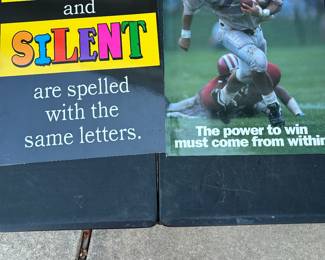 and
SILENT
are spelled
with the
same letters.
The power to win
must come from within